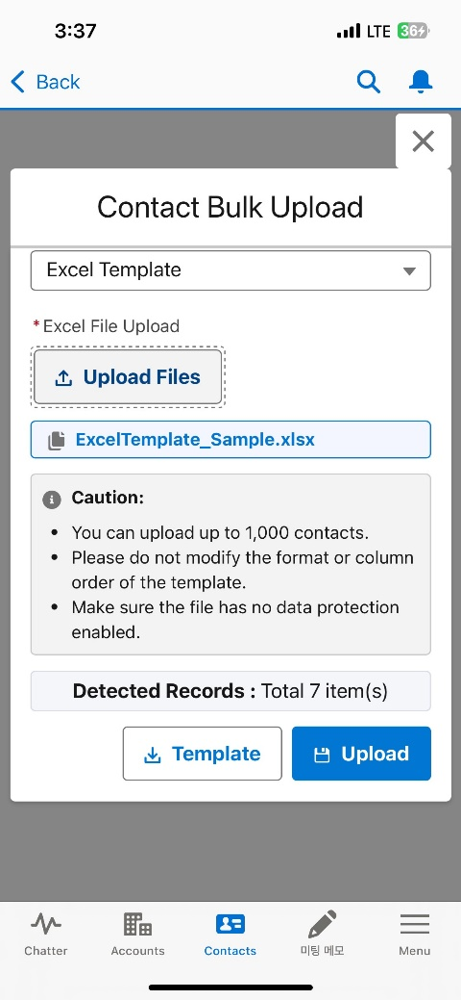 3:37
LTE 36
Back
Contact Bulk Upload
Excel Template
*Excel File Upload
Upload Files
ExcelTemplate_Sample.xlsx
Caution:
• You can upload up to 1,000 contacts.
• Please do not modify the format or column
order of the template.
• Make sure the file has no data protection
enabled.
Detected Records : Total 7 item(s)
Template
Upload
Chatter
Accounts
Contacts
미팅 메모
Menu